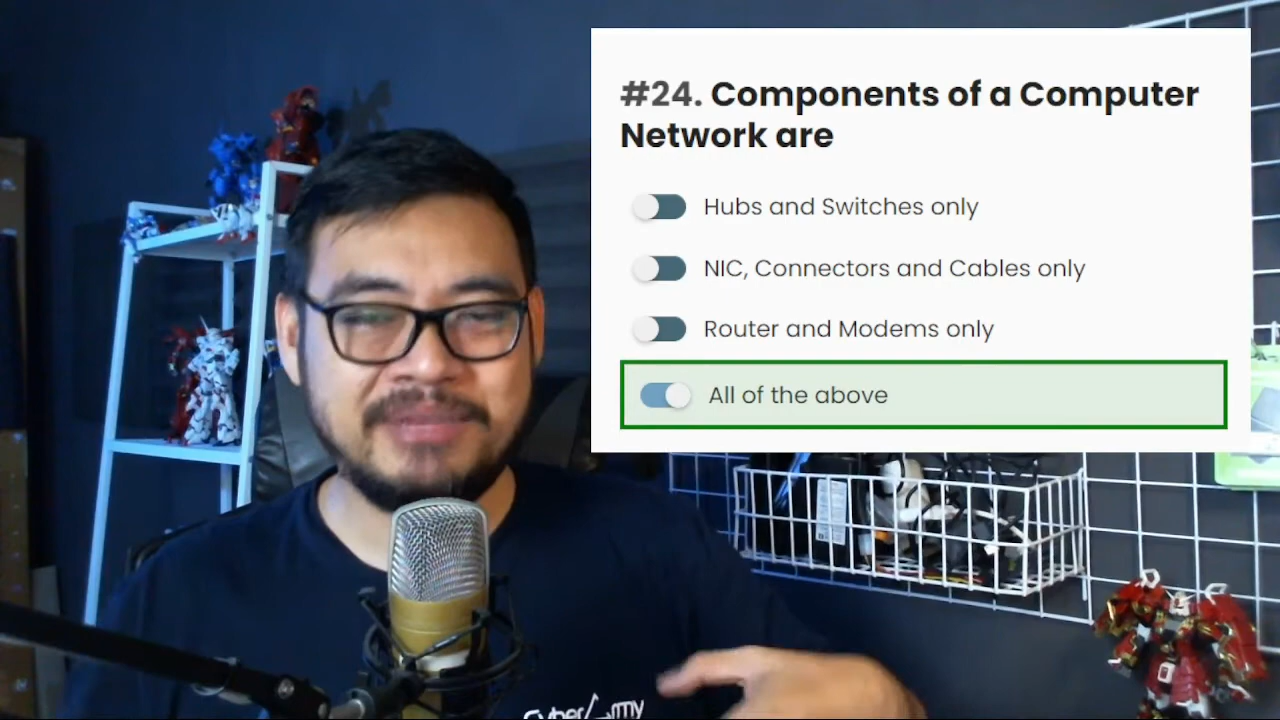 #24. Components of a Computer
Network are
Hubs and Switches only
NIC, Connectors and Cables only
Router and Modems only
All of the above